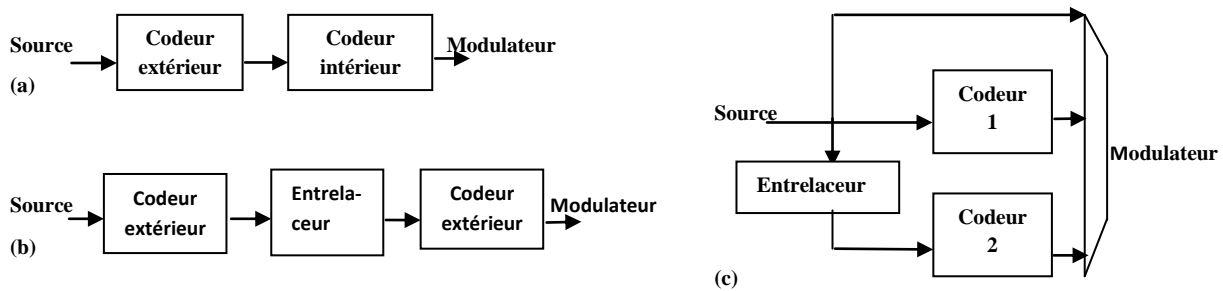 Source
Codeur
extérieur
Codeur
intérieur
Modulateur
(a)
Source
Codeur
extérieur
Entrela-
ceur
Codeur
extérieur
Modulateur
(b)
Source
Codeur
1
Entrelaceur
Codeur
2
Modulateur
(c)